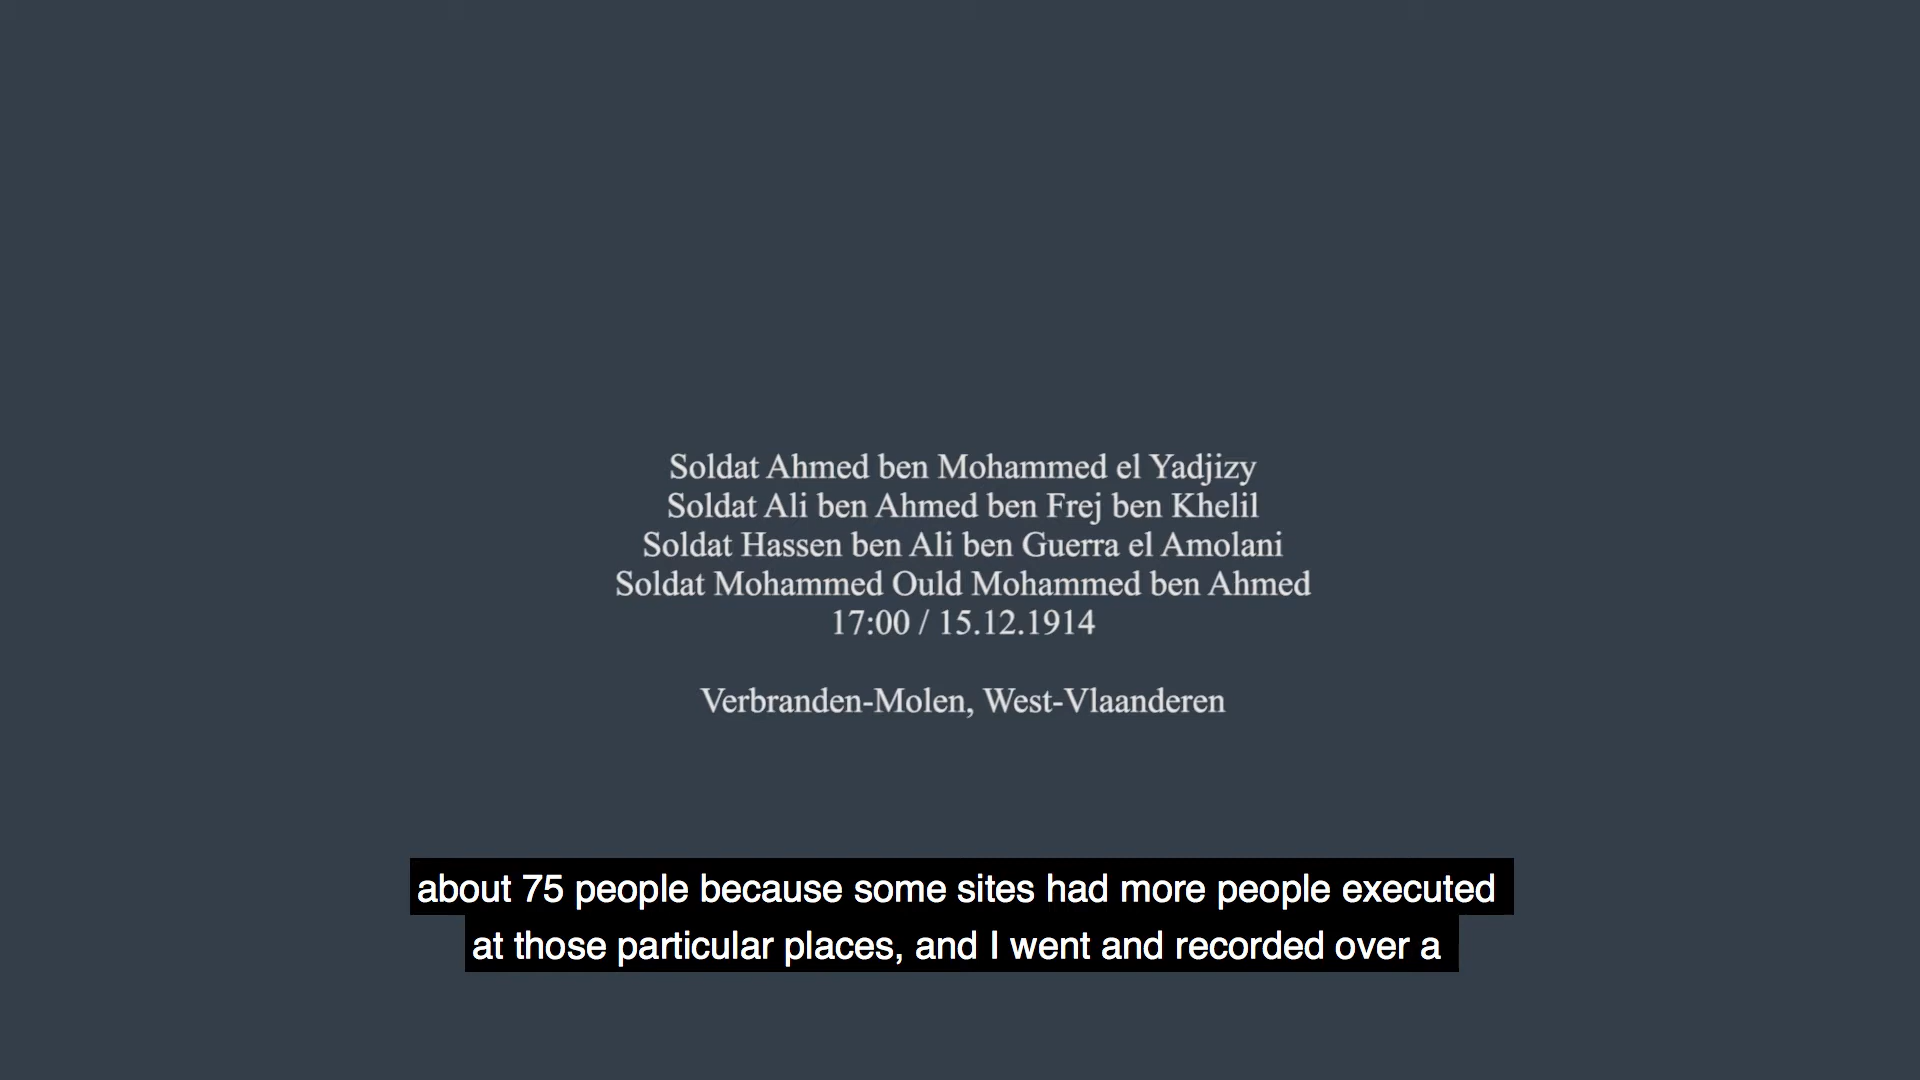 Soldat Ahmed ben Mohammed el Yadjizy
Soldat Ali ben Ahmed ben Frej ben Khelil
Soldat Hassen ben Ali ben Guerra el Amolani
Soldat Mohammed Ould Mohammed ben Ahmed
17:00 / 15.12.1914
Verbranden-Molen, West-Vlaanderen
about 75 people because some sites had more people executed
at those particular places, and I went and recorded over a